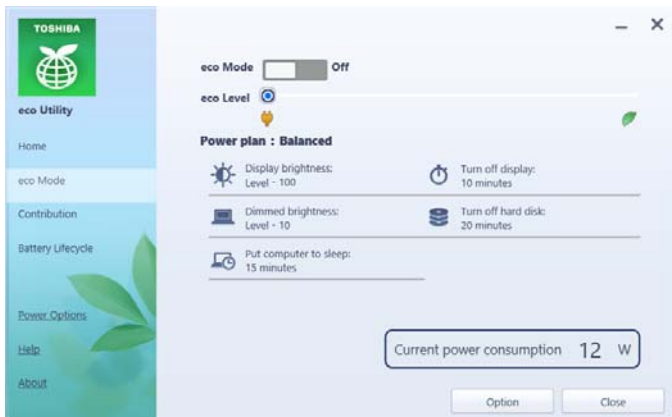 TOSHIBA
eco Utility
Home
eco Mode
Contribution
Battery Lifecycle
Power Options
Help
About
eco Mode Off
eco Level
Power plan : Balanced
Display brightness:
Level - 100
Turn off display:
10 minutes
Dimmed brightness:
Level - 10
Turn off hard disk:
20 minutes
Put computer to sleep:
15 minutes
Current power consumption 12 W
Option Close